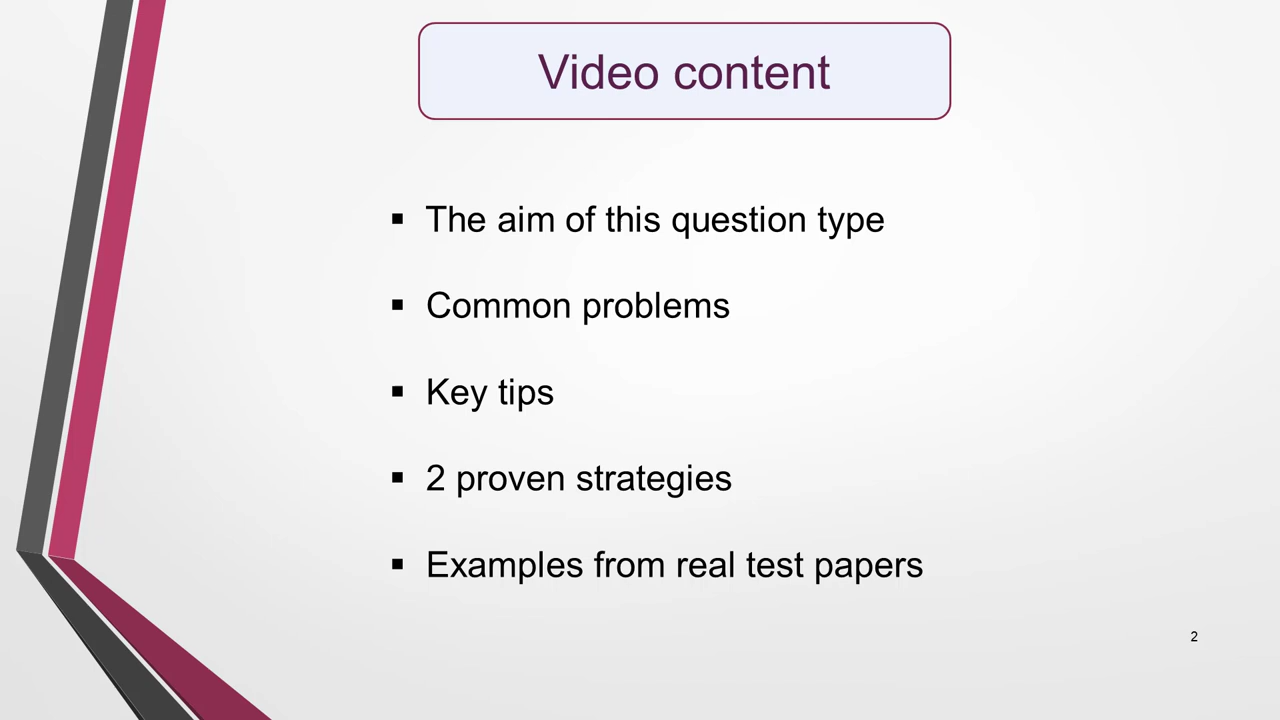 Video content
▪ The aim of this question type
▪ Common problems
▪ Key tips
▪ 2 proven strategies
▪ Examples from real test papers
2